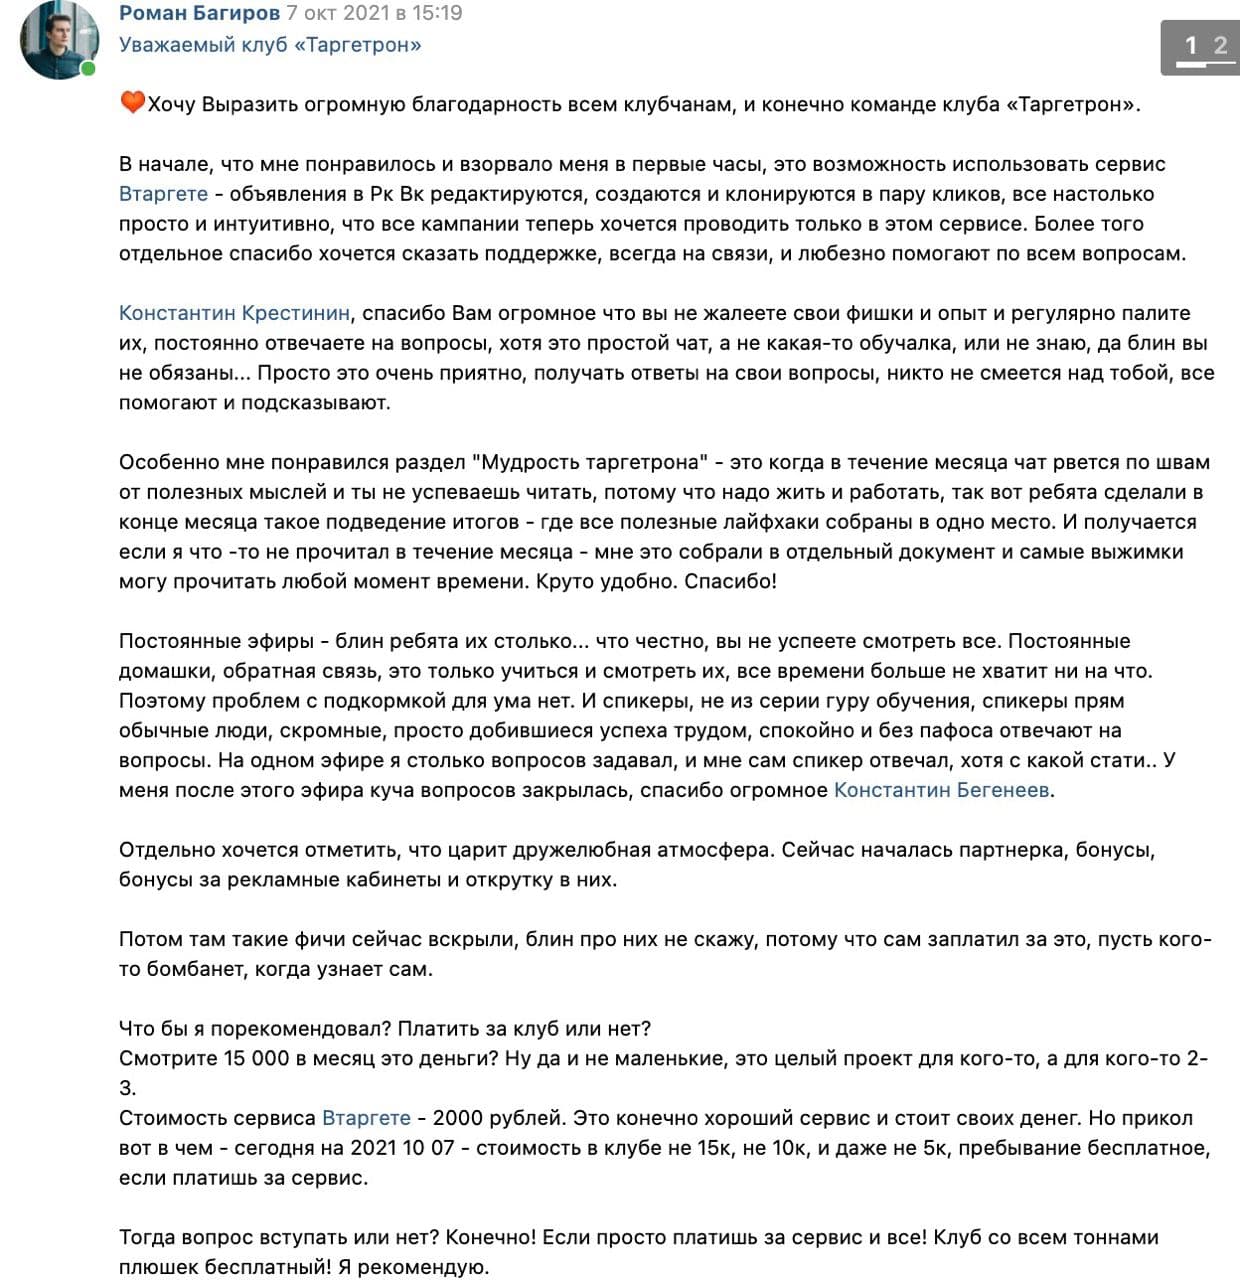 Роман Багиров 7 окт 2021 в 15:19
Уважаемый клуб «Таргетрон»
1 2
❤️Хочу Выразить огромную благодарность всем клубчанам, и конечно команде клуба «Таргетрон».
В начале, что мне понравилось и взорвало меня в первые часы, это возможность использовать сервис
Втаргете - объявления в Рк Вк редактируются, создаются и клонируются в пару кликов, все настолько
просто и интуитивно, что все кампании теперь хочется проводить только в этом сервисе. Более того
отдельное спасибо хочется сказать поддержке, всегда на связи, и любезно помогают по всем вопросам.
Константин Крестинин, спасибо Вам огромное что вы не жалеете свои фишки и опыт и регулярно палите
их, постоянно отвечаете на вопросы, хотя это простой чат, а не какая-то обучалка, или не знаю, да блин вы
не обязаны... Просто это очень приятно, получать ответы на свои вопросы, никто не смеется над тобой, все
помогают и подсказывают.
Особенно мне понравился раздел "Мудрость таргетрона" - это когда в течение месяца чат рвется по швам
от полезных мыслей и ты не успеваешь читать, потому что надо жить и работать, так вот ребята сделали в
конце месяца такое подведение итогов - где все полезные лайфхаки собраны в одно место. И получается
если я что -то не прочитал в течение месяца - мне это собрали в отдельный документ и самые выжимки
могу прочитать любой момент времени. Круто удобно. Спасибо!
Постоянные эфиры - блин ребята их столько... что честно, вы не успеете смотреть все. Постоянные
домашки, обратная связь, это только учиться и смотреть их, все времени больше не хватит ни на что.
Поэтому проблем с подкормкой для ума нет. И спикеры, не из серии гуру обучения, спикеры прям
обычные люди, скромные, просто добившиеся успеха трудом, спокойно и без пафоса отвечают на
вопросы. На одном эфире я столько вопросов задавал, и мне сам спикер отвечал, хотя с какой стати.. У
меня после этого эфира куча вопросов закрылась, спасибо огромное Константин Бегенеев.
Отдельно хочется отметить, что царит дружелюбная атмосфера. Сейчас началась партнерка, бонусы,
бонусы за рекламные кабинеты и открутку в них.
Потом там такие фичи сейчас вскрыли, блин про них не скажу, потому что сам заплатил за это, пусть кого-
то бомбанет, когда узнает сам.
Что бы я порекомендовал? Платить за клуб или нет?
Смотрите 15 000 в месяц это деньги? Ну да и не маленькие, это целый проект для кого-то, а для кого-то 2-
3.
Стоимость сервиса Втаргете - 2000 рублей. Это конечно хороший сервис и стоит своих денег. Но прикол
вот в чем - сегодня на 2021 10 07 - стоимость в клубе не 15к, не 10к, и даже не 5к, пребывание бесплатное,
если платишь за сервис.
Тогда вопрос вступать или нет? Конечно! Если просто платишь за сервис и все! Клуб со всем тоннами
плюшек бесплатный! Я рекомендую.